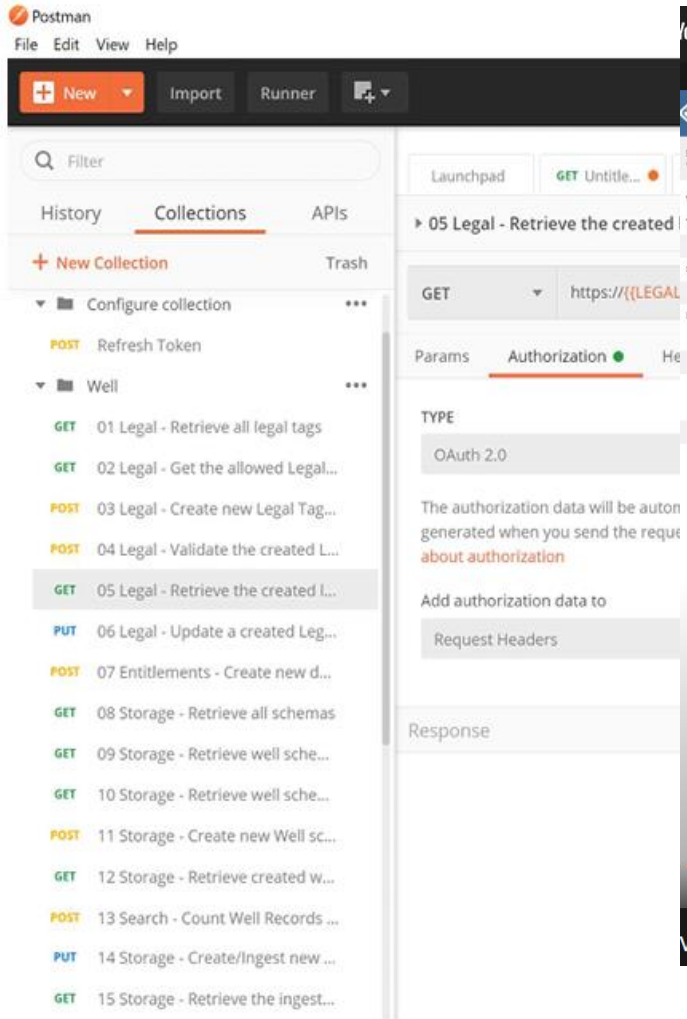 Postman
File Edit View Help
New Import Runner
Filter
History Collections APIs
+ New Collection Trash
Configure collection
POST Refresh Token
Well
GET 01 Legal - Retrieve all legal tags
GET 02 Legal - Get the allowed Legal...
POST 03 Legal - Create new Legal Tag...
POST 04 Legal - Validate the created L...
GET 05 Legal - Retrieve the created l...
PUT 06 Legal - Update a created Leg...
POST 07 Entitlements - Create new d...
GET 08 Storage - Retrieve all schemas
GET 09 Storage - Retrieve well sche...
GET 10 Storage - Retrieve well sche...
POST 11 Storage - Create new Well sc...
GET 12 Storage - Retrieve created w...
POST 13 Search - Count Well Records ...
PUT 14 Storage - Create/Ingest new ...
GET 15 Storage - Retrieve the ingest...
Launchpad GET Untitle...
05 Legal - Retrieve the created
GET https://{{LEGAL
Params Authorization He
TYPE
OAuth 2.0
The authorization data will be autom
generated when you send the reque
about authorization
Add authorization data to
Request Headers
Response